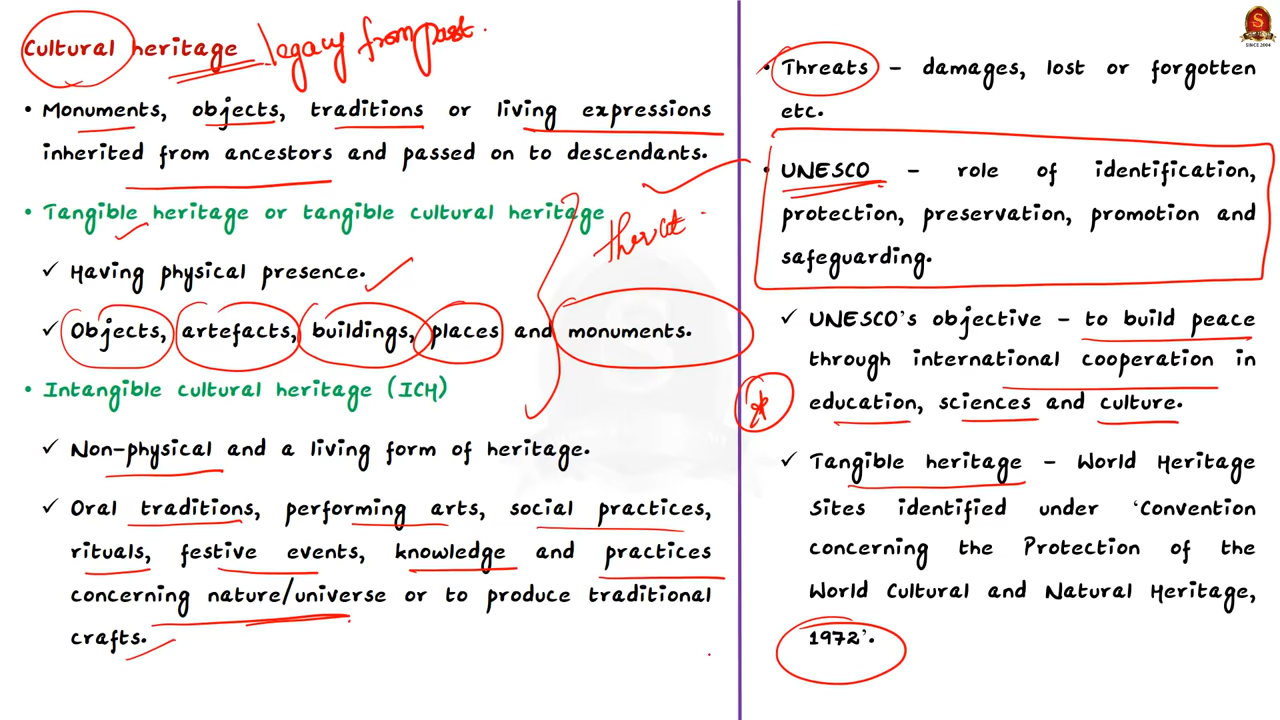 Cultural heritage legacy from past.
• Monuments, objects, traditions or living expressions
inherited from ancestors and passed on to descendants.
• Tangible heritage or tangible cultural heritage
threat
✓ Having physical presence.
✓ Objects, artefacts, buildings, places and monuments.
• Intangible cultural heritage (ICH)
✓ Non-physical and a living form of heritage.
✓ Oral traditions, performing arts, social practices,
rituals, festive events, knowledge and practices
concerning nature/universe or to produce traditional
crafts.
S
SINCE 2004
• Threats – damages, lost or forgotten
etc.
• UNESCO – role of identification,
protection, preservation, promotion and
safeguarding.
✓ UNESCO's objective – to build peace
through international cooperation in
education, sciences and culture.
✓ Tangible heritage – World Heritage
Sites identified under 'Convention
concerning the Protection of the
World Cultural and Natural Heritage,
1972'.